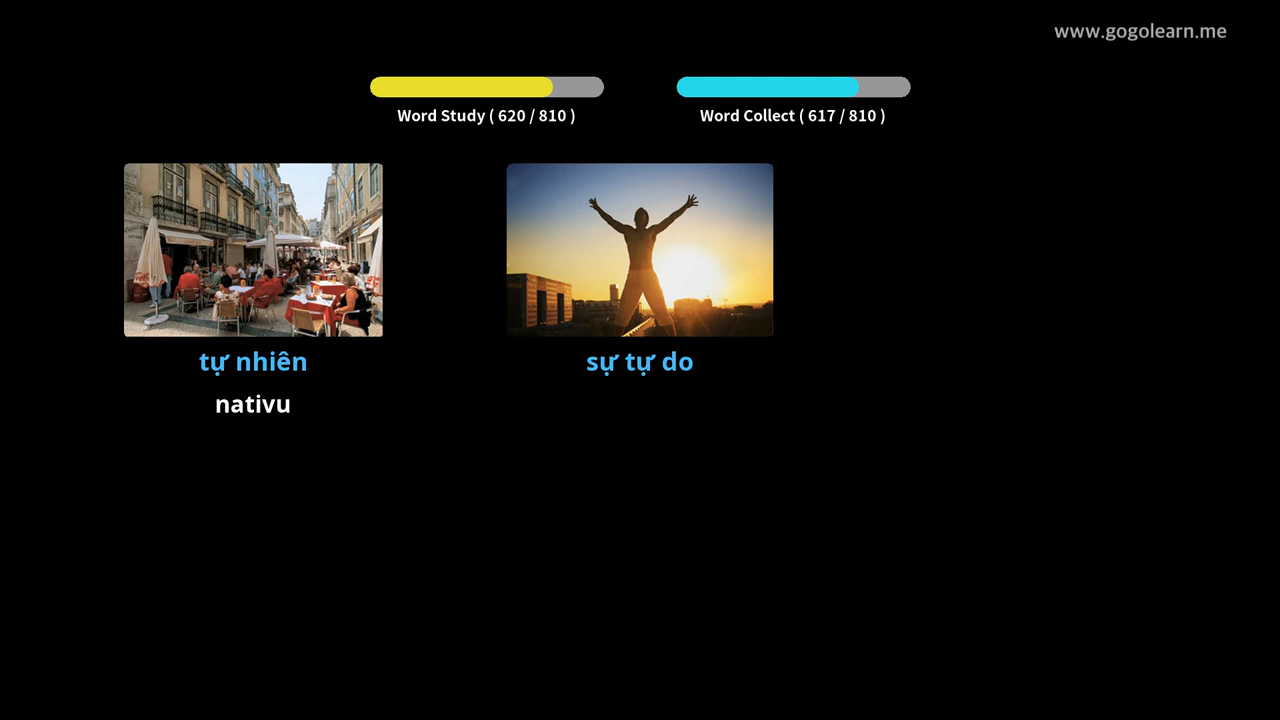 www.gogolearn.me
Word Study ( 620 / 810 )
Word Collect ( 617 / 810 )
tự nhiên
sự tự do
nativu